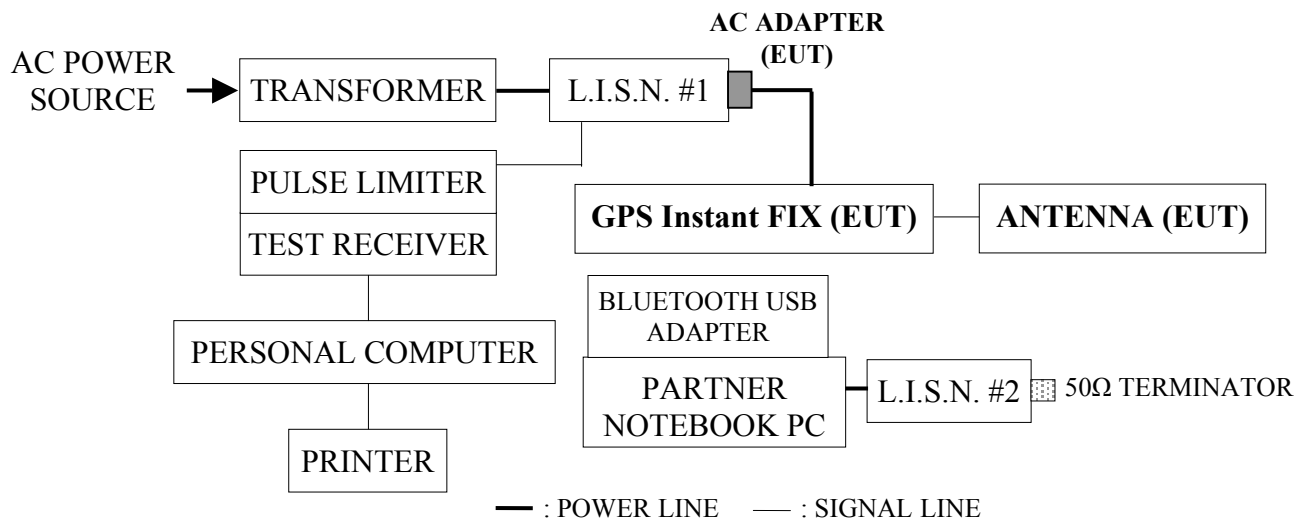 AC POWER
SOURCE
TRANSFORMER
L.I.S.N. #1
AC ADAPTER
(EUT)
PULSE LIMITER
TEST RECEIVER
GPS Instant FIX (EUT)
ANTENNA (EUT)
PERSONAL COMPUTER
PRINTER
BLUETOOTH USB
ADAPTER
PARTNER
NOTEBOOK PC
L.I.S.N. #2
50Ω TERMINATOR
: POWER LINE
: SIGNAL LINE